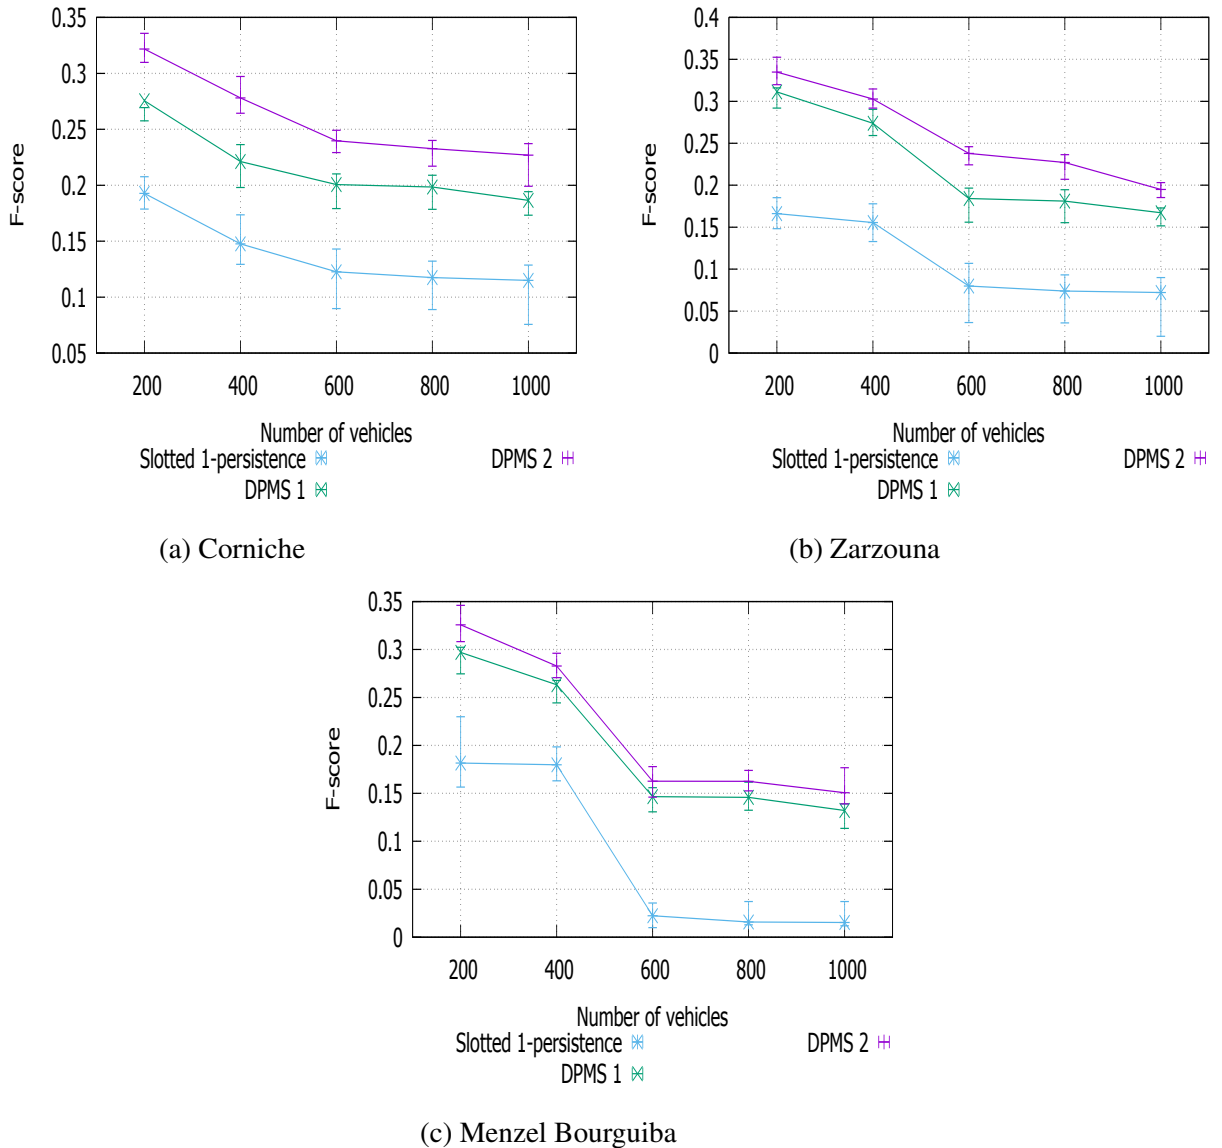 0.35
0.3
0.25
0.2
0.15
0.1
0.05
F-score
200 400 600 800 1000
Number of vehicles
Slotted 1-persistence DPMS 2
DPMS 1
(a) Corniche
0.4
0.35
0.3
0.25
0.2
0.15
0.1
0.05
0
F-score
200 400 600 800 1000
Number of vehicles
Slotted 1-persistence DPMS 2
DPMS 1
(b) Zarzouna
0.35
0.3
0.25
0.2
0.15
0.1
0.05
0
F-score
200 400 600 800 1000
Number of vehicles
Slotted 1-persistence DPMS 2
DPMS 1
(c) Menzel Bourguiba